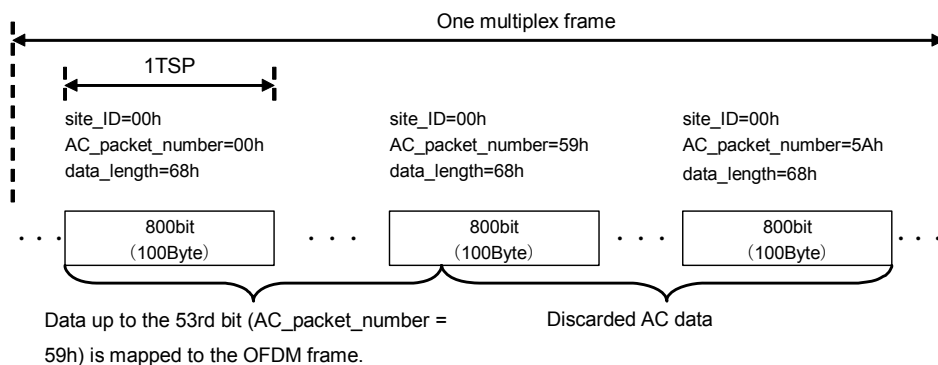 One multiplex frame
1TSP
site_ID=00h
AC_packet_number=00h
data_length=68h
site_ID=00h
AC_packet_number=59h
data_length=68h
site_ID=00h
AC_packet_number=5Ah
data_length=68h
· · ·
800bit
（100Byte）
· · ·
800bit
（100Byte）
· · ·
800bit
（100Byte）
· · ·
Data up to the 53rd bit (AC_packet_number =
59h) is mapped to the OFDM frame.
Discarded AC data